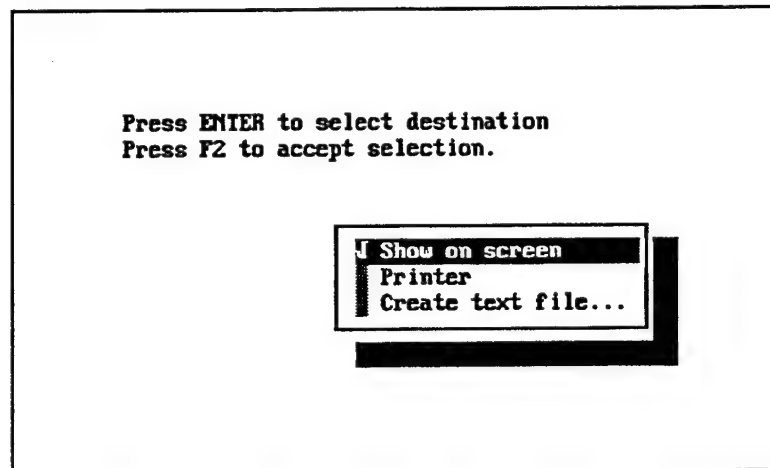 Press ENTER to select destination
Press F2 to accept selection.
√ Show on screen
Printer
Create text file...